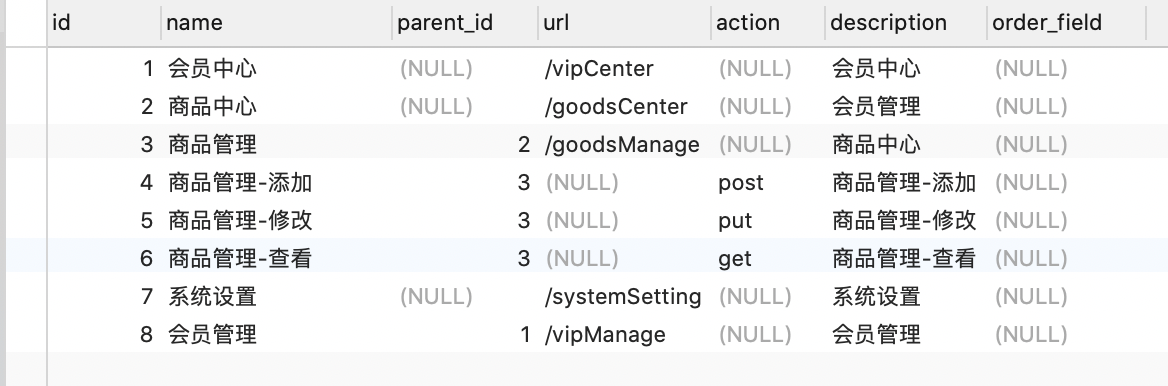 id name parent_id url action description order_field
1 会员中心 (NULL) /vipCenter (NULL) 会员中心 (NULL)
2 商品中心 (NULL) /goodsCenter (NULL) 会员管理 (NULL)
3 商品管理 2 /goodsManage (NULL) 商品中心 (NULL)
4 商品管理-添加 3 (NULL) post 商品管理-添加 (NULL)
5 商品管理-修改 3 (NULL) put 商品管理-修改 (NULL)
6 商品管理-查看 3 (NULL) get 商品管理-查看 (NULL)
7 系统设置 (NULL) /systemSetting (NULL) 系统设置 (NULL)
8 会员管理 1 /vipManage (NULL) 会员管理 (NULL)